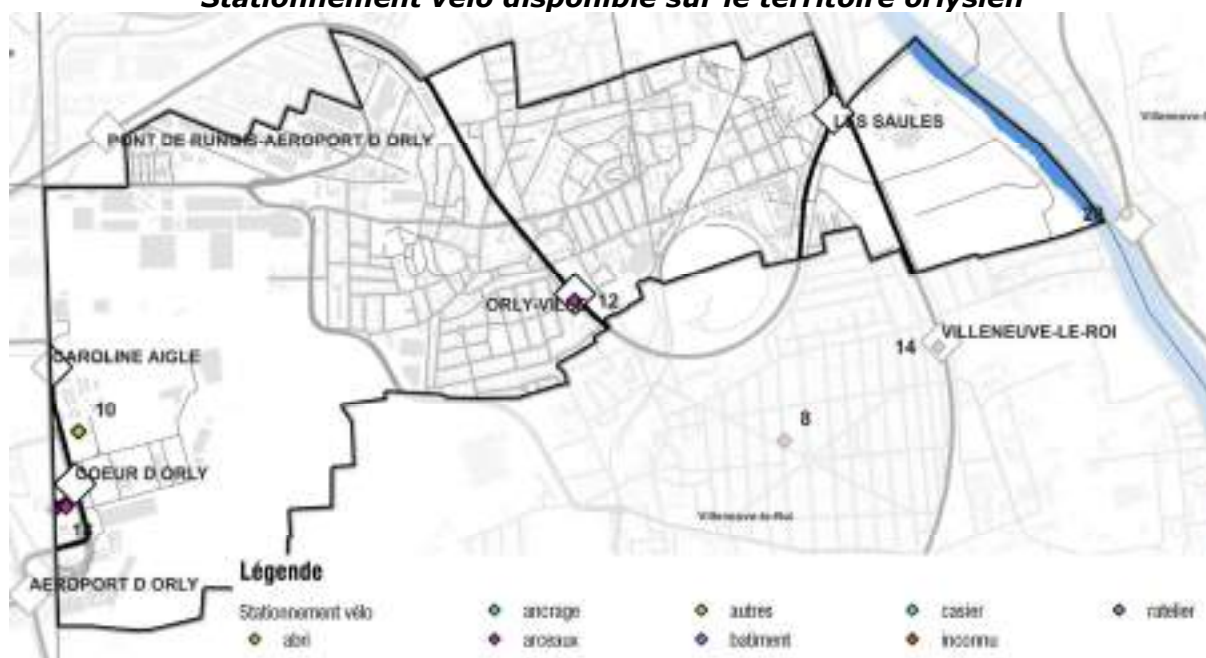 Stationnement vélo disponible sur le territoire orlysien
LES SAULES
PONT DE RUNGIS-AEROPORT D ORLY
ORLY-VILLE
12
CAROLINE AIGLE
14
VILLENEUVE-LE-ROI
10
8
COEUR D ORLY
Villeneuve-le-Roi
AEROPORT D ORLY
Légende
Stationnement vélo
abri
ancrage
arceaux
autres
batiment
casier
inconnu
ratelier